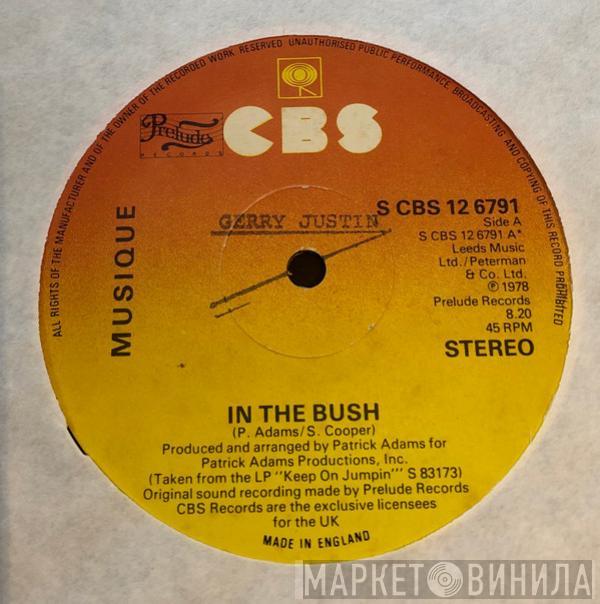 ALL RIGHTS OF THE MANUFACTURER AND OF THE OWNER OF THE RECORDED WORK RESERVED UNAUTHORISED PUBLIC PERFORMANCE BROADCASTING AND COPYING OF THIS RECORD PROHIBITED
Prelude
RECORDS
CBS
MUSIQUE
GERRY JUSTIN
S CBS 12 6791
Side A
S CBS 12 6791 A*
Leeds Music
Ltd./Peterman
& Co. Ltd.
℗ 1978
Prelude Records
8.20
45 RPM
STEREO
IN THE BUSH
(P. Adams/S. Cooper)
Produced and arranged by Patrick Adams for
Patrick Adams Productions, Inc.
(Taken from the LP "Keep On Jumpin'" S 83173)
Original sound recording made by Prelude Records
CBS Records are the exclusive licensees
for the UK
MADE IN ENGLAND
МАРКЕТ ВИНИЛА